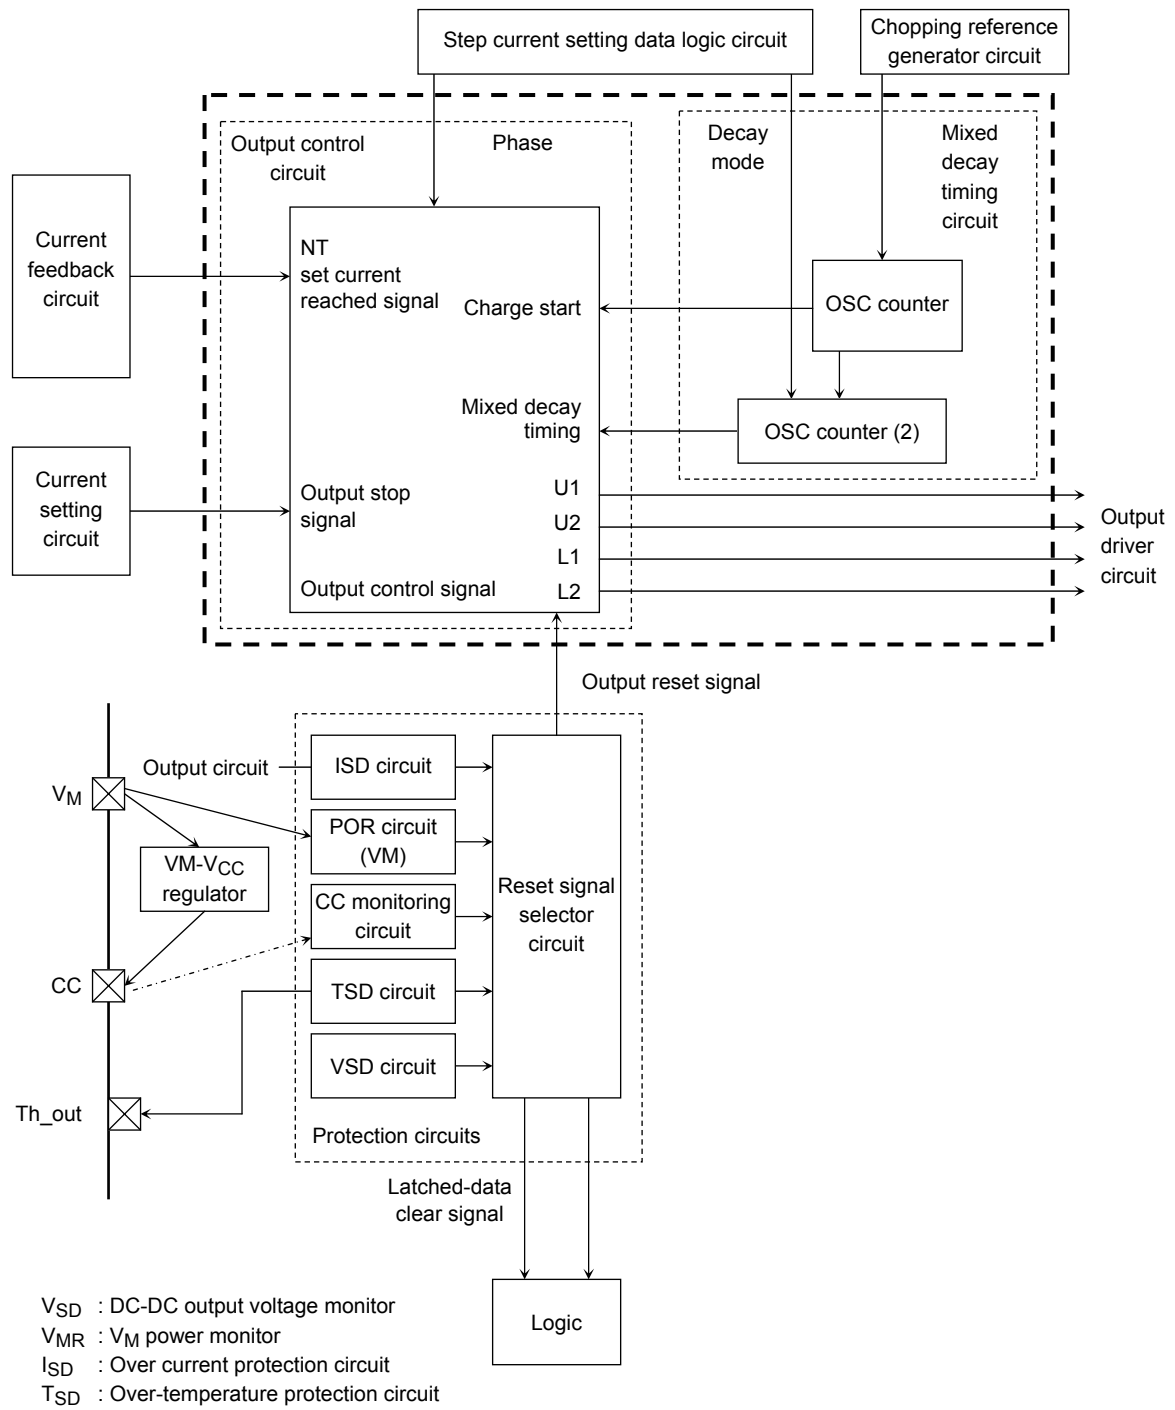 Step current setting data logic circuit
Chopping reference
generator circuit
Output control
circuit
Phase
Decay
mode
Mixed
decay
timing
circuit
Current
feedback
circuit
NT
set current
reached signal
Charge start
OSC counter
Mixed decay
timing
OSC counter (2)
Current
setting
circuit
Output stop
signal
Output control signal
U1
U2
L1
L2
Output
driver
circuit
Output reset signal
Output circuit
ISD circuit
VM
POR circuit
(VM)
VM-VCC
regulator
CC monitoring
circuit
Reset signal
selector
circuit
CC
TSD circuit
VSD circuit
Th_out
Protection circuits
Latched-data
clear signal
Logic
VSD : DC-DC output voltage monitor
VMR : VM power monitor
ISD : Over current protection circuit
TSD : Over-temperature protection circuit